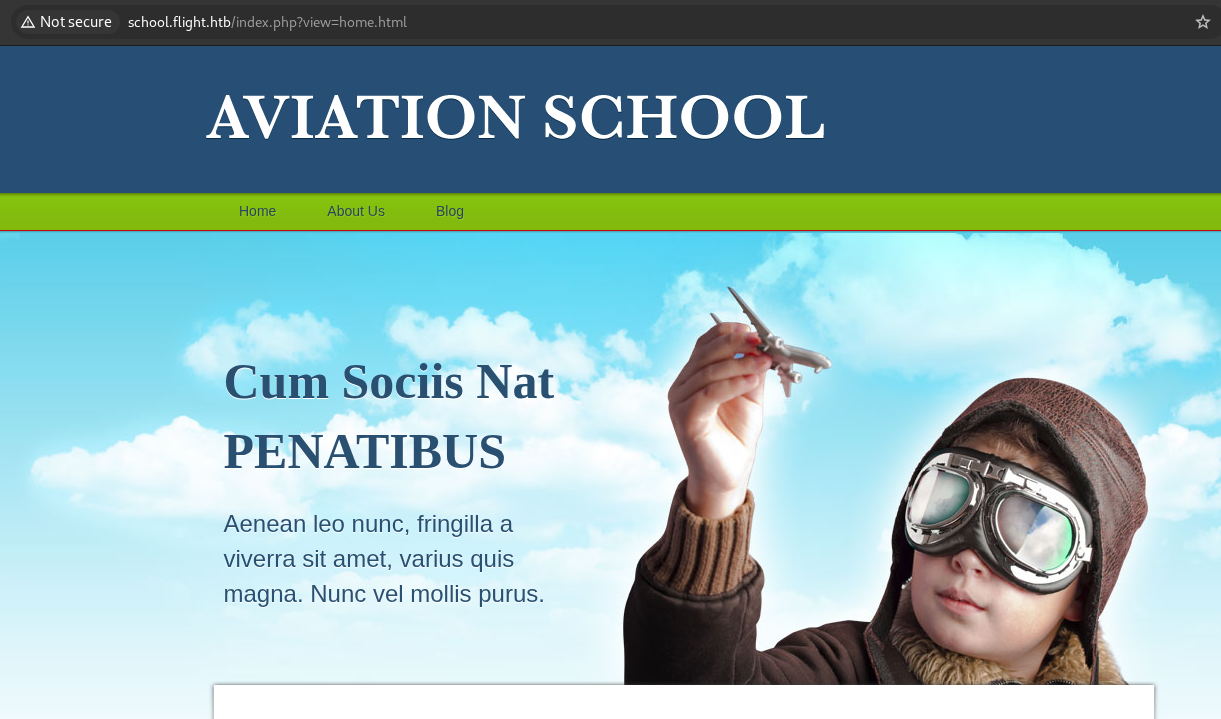 Not secure school.flight.htb/index.php?view=home.html
AVIATION SCHOOL
Home About Us Blog
Cum Sociis Nat
PENATIBUS
Aenean leo nunc, fringilla a
viverra sit amet, varius quis
magna. Nunc vel mollis purus.